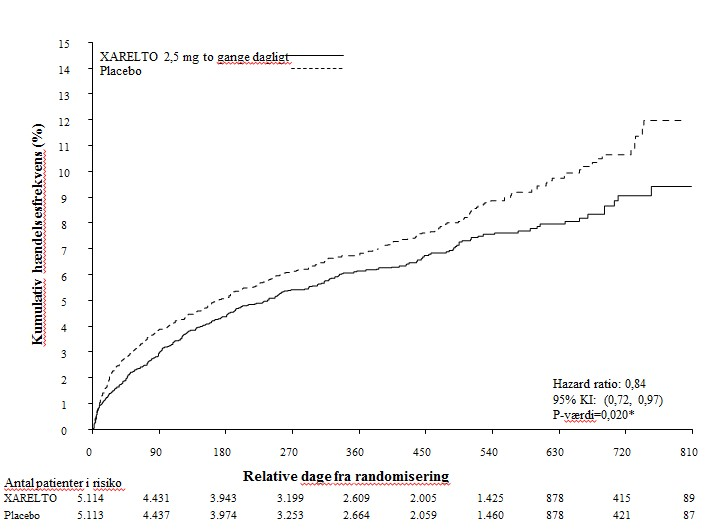 15
XARELTO 2,5 mg to gange dagligt
14
Placebo
13
12
11
10
9
8
7
6
5
4
3
2
1
0
Kumulativ hændelsesfrekvens (%)
Hazard ratio: 0,84
95% KI: (0,72, 0,97)
P-værdi=0,020*
0 90 180 270 360 450 540 630 720 810
Relative dage fra randomisering
Antal patienter i risiko
XARELTO 5.114 4.431 3.943 3.199 2.609 2.005 1.425 878 415 89
Placebo 5.113 4.437 3.974 3.253 2.664 2.059 1.460 878 421 87